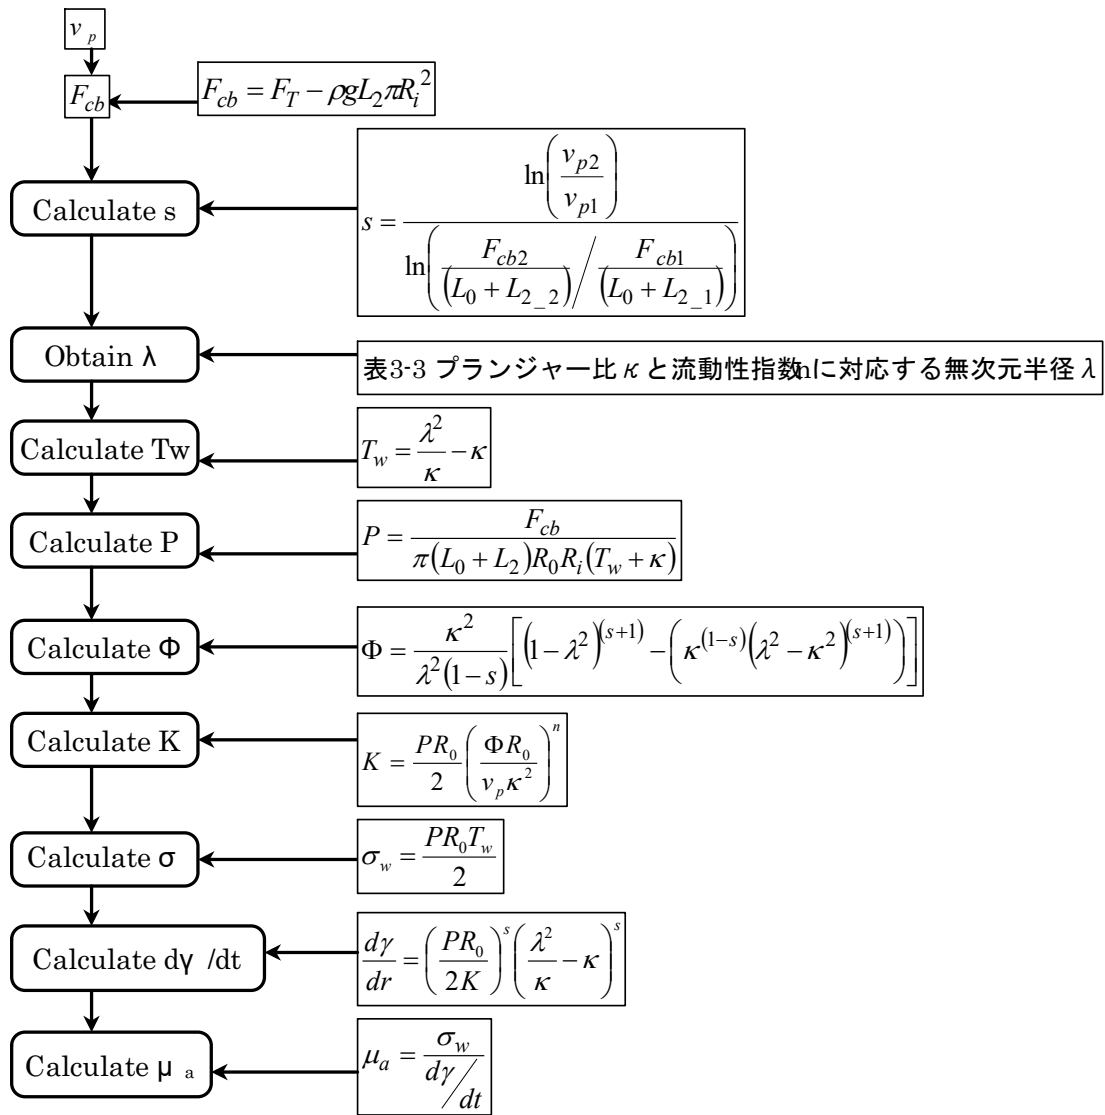 v_p
F_cb
F_cb = F_T − ρgL_2πR_i^2
Calculate s
s = ln(v_p2 / v_p1) / ln(F_cb2 / (L_0 + L_2_2) / F_cb1 / (L_0 + L_2_1))
Obtain λ
表3-3 プランジャー比κと流動性指数nに対応する無次元半径λ
Calculate Tw
T_w = λ^2 / κ − κ
Calculate P
P = F_cb / π(L_0 + L_2)R_0R_i(T_w + κ)
Calculate Φ
Φ = κ^2 / λ^2(1 − s) [(1 − λ^2)^(s+1) − (κ^(1−s)(λ^2 − κ^2)^(s+1))]
Calculate K
K = PR_0 / 2 (ΦR_0 / v_pκ^2)^n
Calculate σ
σ_w = PR_0T_w / 2
Calculate dγ /dt
dγ / dr = (PR_0 / 2K)^s (λ^2 / κ − κ)^s
Calculate μ a
μ_a = σ_w / dγ/dt